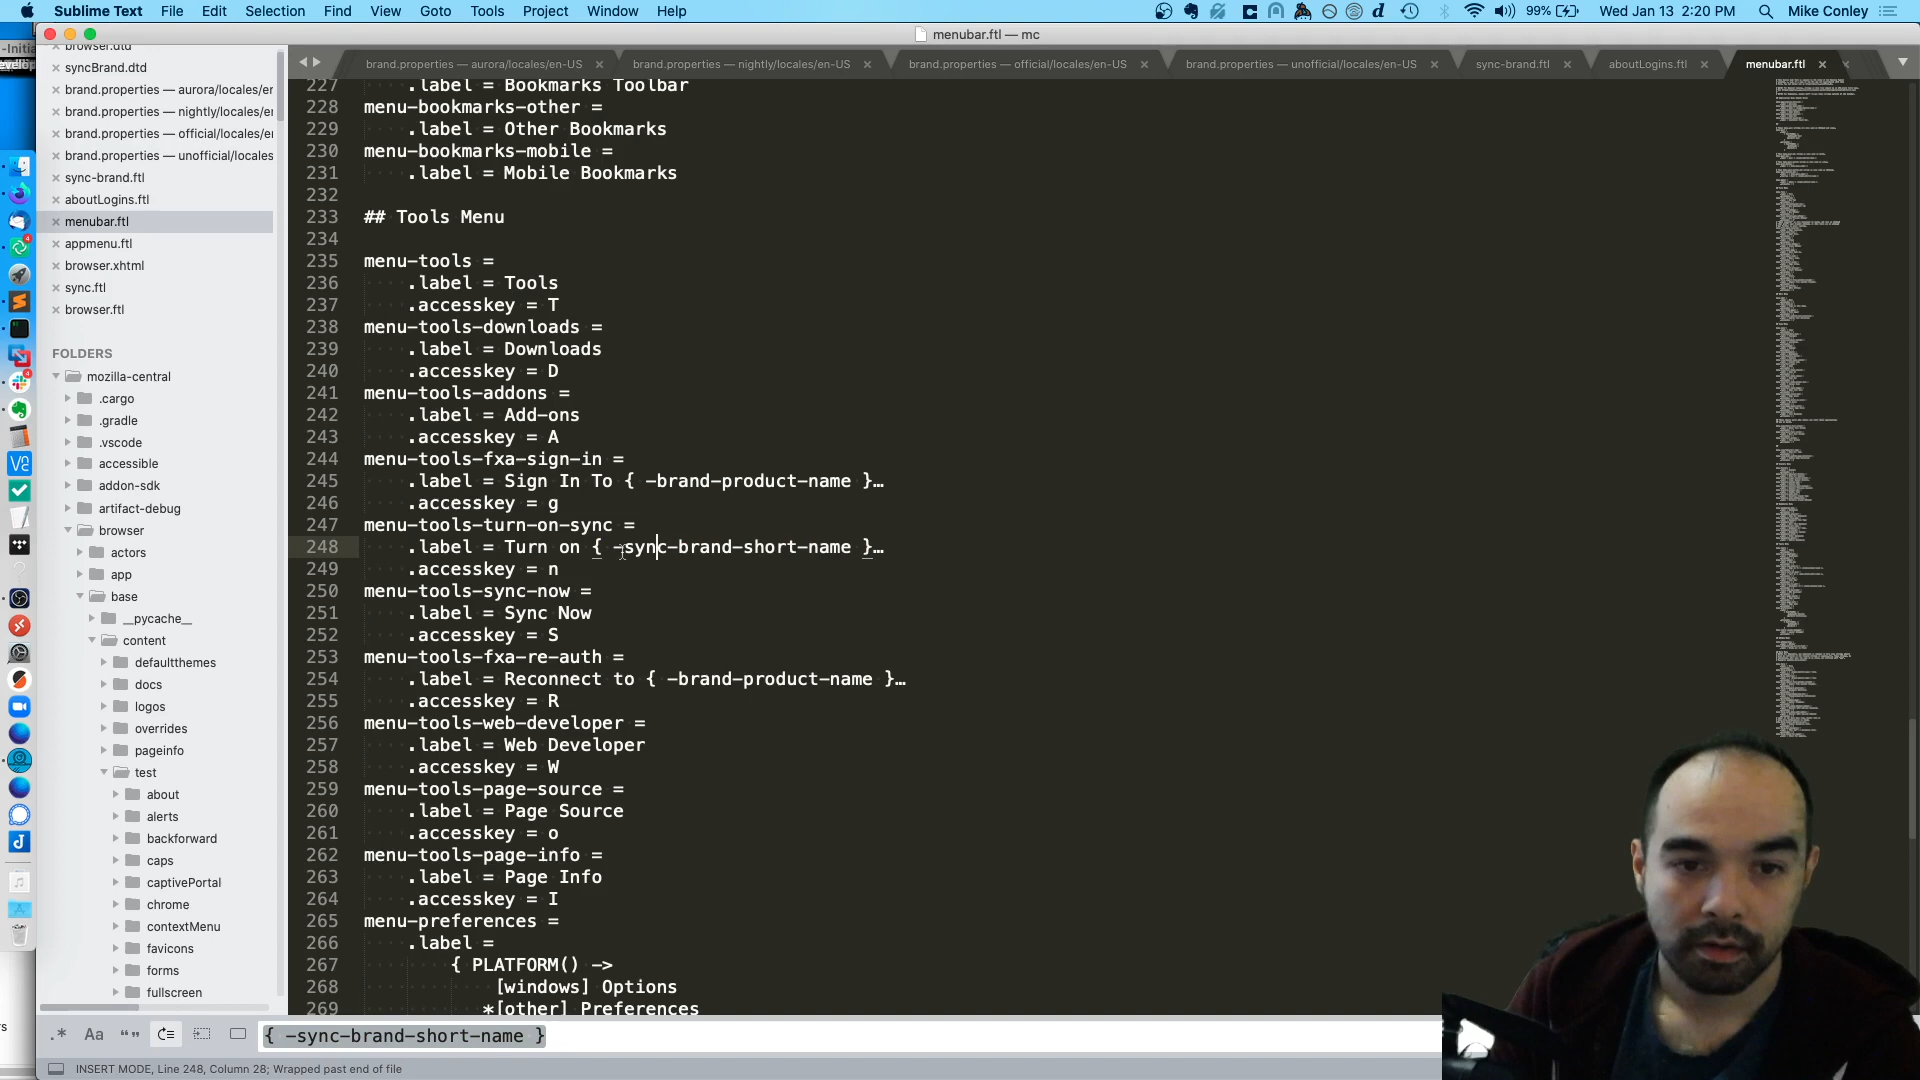 Sublime Text File Edit Selection Find View Goto Tools Project Window Help 99% Wed Jan 13 2:20 PM Mike Conley
menubar.ftl — mc
brand.properties — aurora/locales/en-US
brand.properties — nightly/locales/en-US
brand.properties — official/locales/en-US
brand.properties — unofficial/locales/en-US
sync-brand.ftl
aboutLogins.ftl
menubar.ftl
browser.dtd
syncBrand.dtd
brand.properties — aurora/locales/er
brand.properties — nightly/locales/e
brand.properties — official/locales/e
brand.properties — unofficial/locales
sync-brand.ftl
aboutLogins.ftl
menubar.ftl
appmenu.ftl
browser.xhtml
sync.ftl
browser.ftl
FOLDERS
mozilla-central
.cargo
.gradle
.vscode
accessible
addon-sdk
artifact-debug
browser
actors
app
base
__pycache__
content
defaultthemes
docs
logos
overrides
pageinfo
test
about
alerts
backforward
caps
captivePortal
chrome
contextMenu
favicons
forms
fullscreen
227 .label = Bookmarks Toolbar
228 menu-bookmarks-other =
229 .label = Other Bookmarks
230 menu-bookmarks-mobile =
231 .label = Mobile Bookmarks
232
233 ## Tools Menu
234
235 menu-tools =
236 .label = Tools
237 .accesskey = T
238 menu-tools-downloads =
239 .label = Downloads
240 .accesskey = D
241 menu-tools-addons =
242 .label = Add-ons
243 .accesskey = A
244 menu-tools-fxa-sign-in =
245 .label = Sign In To { -brand-product-name }…
246 .accesskey = g
247 menu-tools-turn-on-sync =
248 .label = Turn on { -sync-brand-short-name }…
249 .accesskey = n
250 menu-tools-sync-now =
251 .label = Sync Now
252 .accesskey = S
253 menu-tools-fxa-re-auth =
254 .label = Reconnect to { -brand-product-name }…
255 .accesskey = R
256 menu-tools-web-developer =
257 .label = Web Developer
258 .accesskey = W
259 menu-tools-page-source =
260 .label = Page Source
261 .accesskey = o
262 menu-tools-page-info =
263 .label = Page Info
264 .accesskey = I
265 menu-preferences =
266 .label =
267 { PLATFORM() ->
268 [windows] Options
269 *[other] Preferences
{ -sync-brand-short-name }
INSERT MODE, Line 248, Column 28; Wrapped past end of file